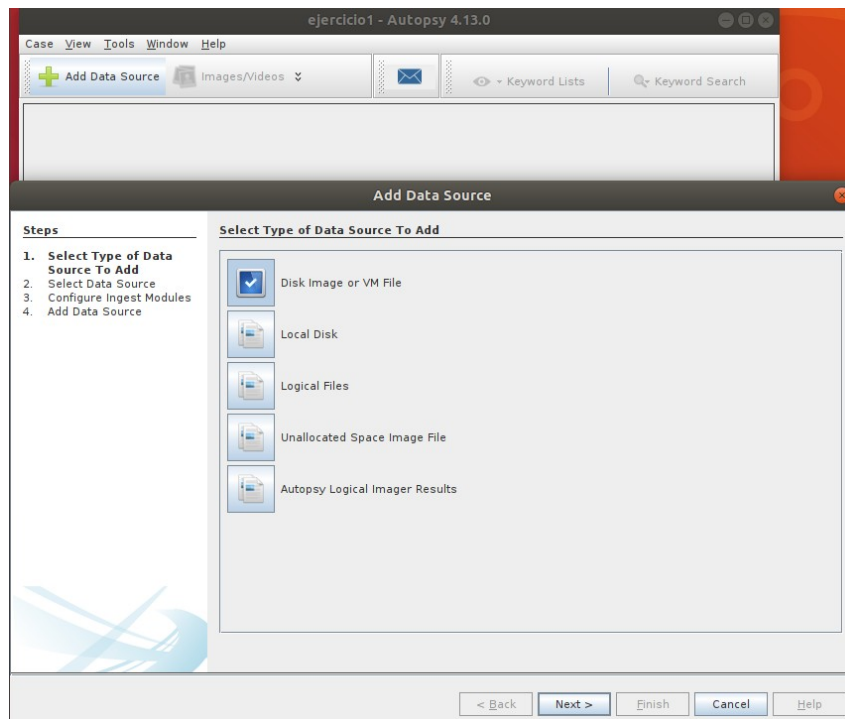 ejercicio1 - Autopsy 4.13.0
Case View Tools Window Help
Add Data Source Images/Videos Keyword Lists Keyword Search
Add Data Source
Steps
Select Type of Data Source To Add
1. Select Type of Data
Source To Add
2. Select Data Source
3. Configure Ingest Modules
4. Add Data Source
Disk Image or VM File
Local Disk
Logical Files
Unallocated Space Image File
Autopsy Logical Imager Results
< Back Next > Finish Cancel Help